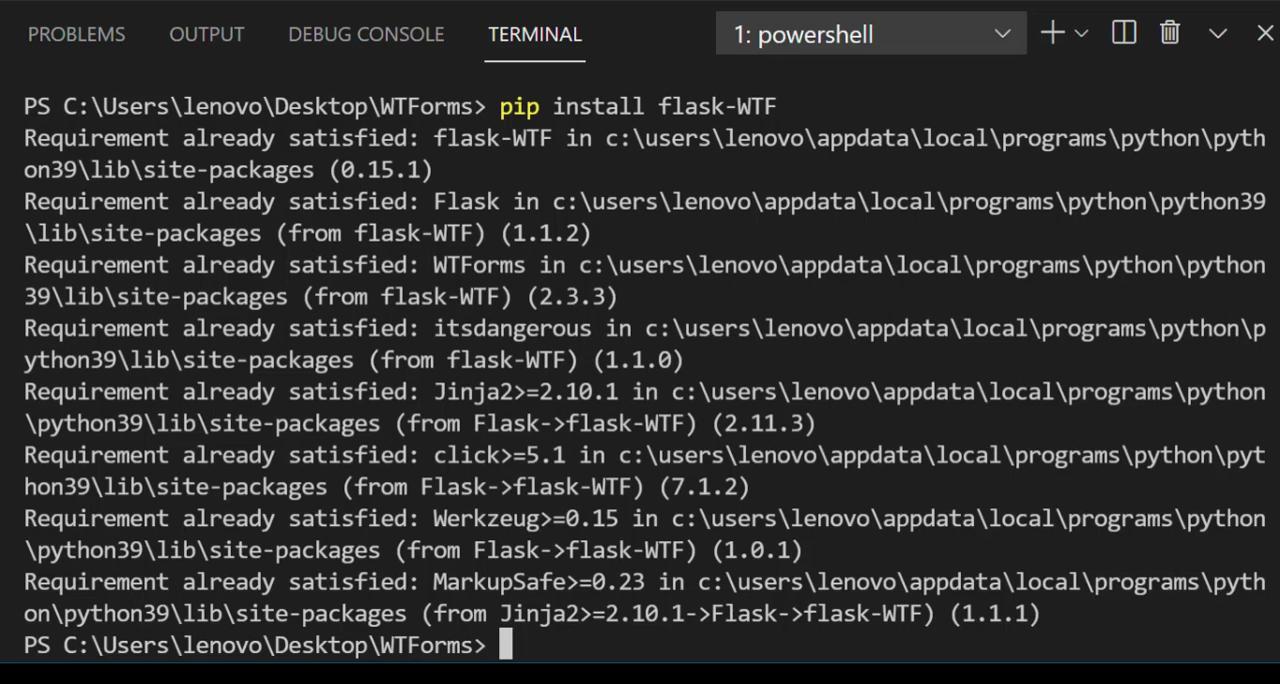 PROBLEMS OUTPUT DEBUG CONSOLE TERMINAL 1: powershell
PS C:\Users\lenovo\Desktop\WTForms> pip install flask-WTF
Requirement already satisfied: flask-WTF in c:\users\lenovo\appdata\local\programs\python\pyth
on39\lib\site-packages (0.15.1)
Requirement already satisfied: Flask in c:\users\lenovo\appdata\local\programs\python\python39
\lib\site-packages (from flask-WTF) (1.1.2)
Requirement already satisfied: WTForms in c:\users\lenovo\appdata\local\programs\python\python
39\lib\site-packages (from flask-WTF) (2.3.3)
Requirement already satisfied: itsdangerous in c:\users\lenovo\appdata\local\programs\python\p
ython39\lib\site-packages (from flask-WTF) (1.1.0)
Requirement already satisfied: Jinja2>=2.10.1 in c:\users\lenovo\appdata\local\programs\python
\python39\lib\site-packages (from Flask->flask-WTF) (2.11.3)
Requirement already satisfied: click>=5.1 in c:\users\lenovo\appdata\local\programs\python\pyt
hon39\lib\site-packages (from Flask->flask-WTF) (7.1.2)
Requirement already satisfied: Werkzeug>=0.15 in c:\users\lenovo\appdata\local\programs\python
\python39\lib\site-packages (from Flask->flask-WTF) (1.0.1)
Requirement already satisfied: MarkupSafe>=0.23 in c:\users\lenovo\appdata\local\programs\pyth
on\python39\lib\site-packages (from Jinja2>=2.10.1->Flask->flask-WTF) (1.1.1)
PS C:\Users\lenovo\Desktop\WTForms>